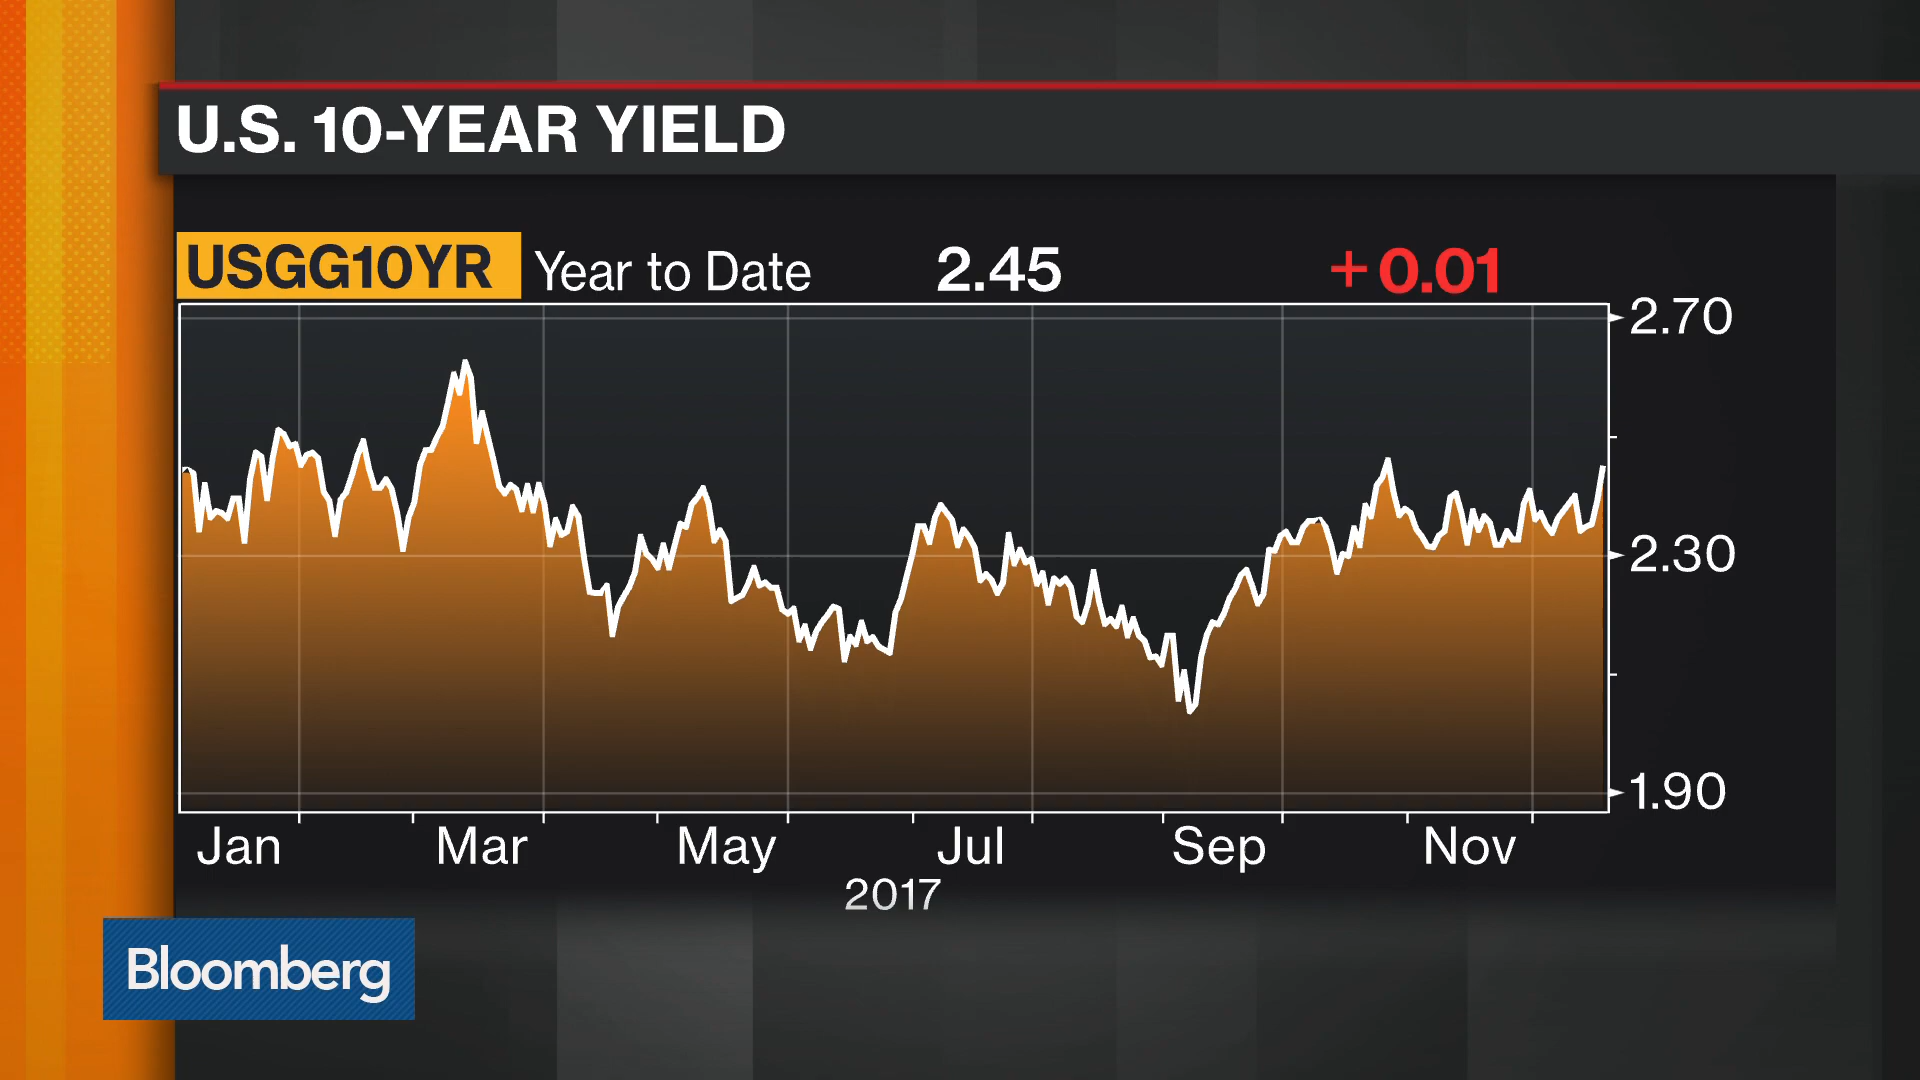 U.S. 10-YEAR YIELD
USGG10YR Year to Date 2.45 +0.01
2.70
2.30
1.90
Jan Mar May Jul Sep Nov
2017
Bloomberg